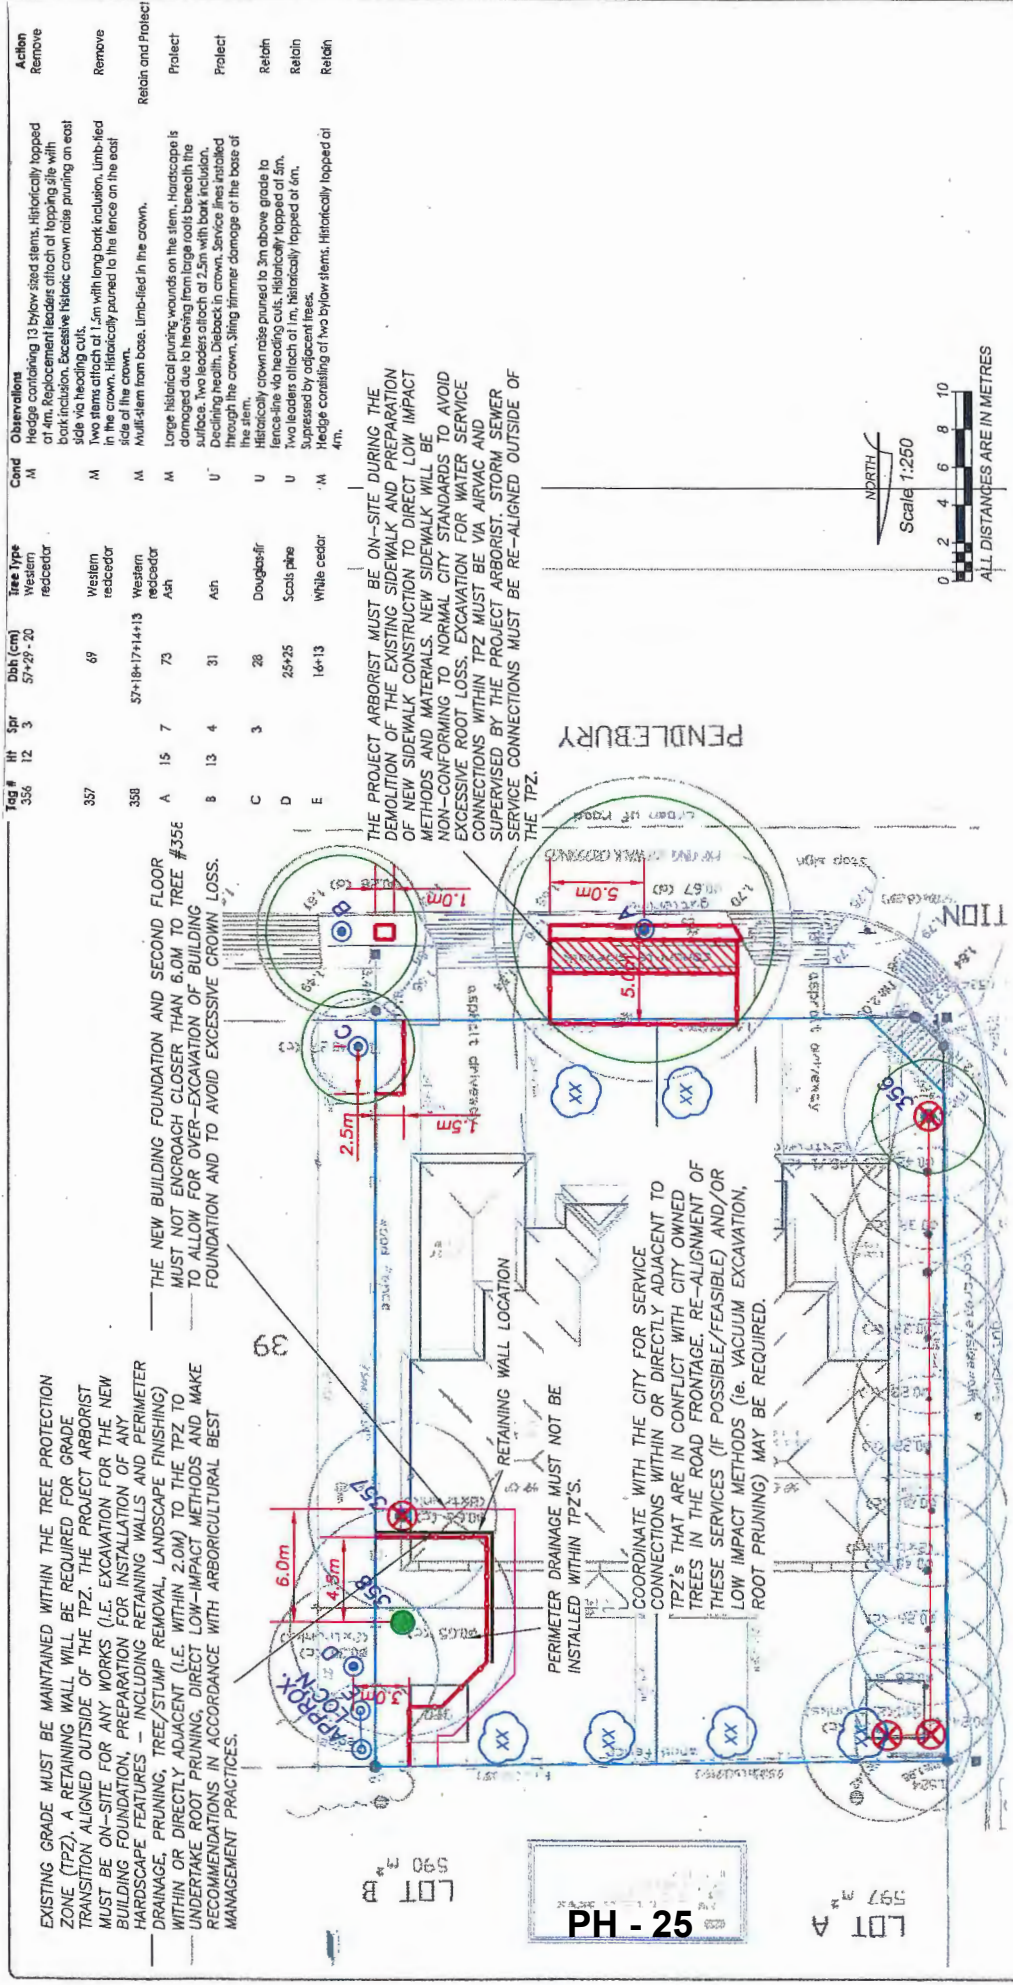 EXISTING GRADE MUST BE MAINTAINED WITHIN THE TREE PROTECTION
ZONE (TPZ). A RETAINING WALL WILL BE REQUIRED FOR GRADE
TRANSITION ALIGNED OUTSIDE OF THE TPZ. THE PROJECT ARBORIST
MUST BE ON-SITE FOR ANY WORKS (I.E. EXCAVATION FOR THE NEW
BUILDING FOUNDATION, PREPARATION FOR INSTALLATION OF ANY
HARDSCAPE FEATURES - INCLUDING RETAINING WALLS AND PERIMETER
DRAINAGE, PRUNING, TREE/STUMP REMOVAL, LANDSCAPE FINISHING)
WITHIN OR DIRECTLY ADJACENT (I.E. WITHIN 2.0M) TO THE TPZ TO
UNDERTAKE ROOT PRUNING, DIRECT LOW-IMPACT METHODS AND MAKE
RECOMMENDATIONS IN ACCORDANCE WITH ARBORICULTURAL BEST
MANAGEMENT PRACTICES.
THE NEW BUILDING FOUNDATION AND SECOND FLOOR
MUST NOT ENCROACH CLOSER THAN 6.0M TO TREE #358
TO ALLOW FOR OVER-EXCAVATION OF BUILDING
FOUNDATION AND TO AVOID EXCESSIVE CROWN LOSS.
Tag # Ht Spr Dbh (cm) Tree Type Cond Observations Action
356 12 3 57+29-20 Western M Hedge containing 13 bylaw sized stems. Historically topped Remove
redcedar at 4m. Replacement leaders attach at topping site with
bark inclusion. Excessive historic crown raise pruning on east
side via heading cuts.
357 69 Western M Two stems attach at 1.5m with long bark inclusion. Limb-tied Remove
redcedar in the crown. Historically pruned to the fence on the east
side of the crown.
358 57+18+17+14+13 Western M Multi-stem from base. Limb-tied in the crown. Retain and Protect
redcedar
A 15 7 73 Ash M Large historical pruning wounds on the stem. Hardscape is Protect
damaged due to heaving from large roots beneath the
surface. Two leaders attach at 2.5m with bark inclusion.
B 13 4 31 Ash U Declining health. Dieback in crown. Service lines installed Protect
through the crown. String trimmer damage at the base of
the stem.
C 3 28 Douglas-fir U Historically crown raise pruned to 3m above grade to Retain
fence-line via heading cuts. Historically topped at 5m.
D 25+25 Scots pine U Two leaders attach at 1m, historically topped at 6m. Retain
Supressed by adjacent trees.
E 16+13 White cedar M Hedge consisting of two bylaw stems. Historically topped at Retain
4m.
THE PROJECT ARBORIST MUST BE ON-SITE DURING THE
DEMOLITION OF THE EXISTING SIDEWALK AND PREPARATION
OF NEW SIDEWALK CONSTRUCTION TO DIRECT LOW IMPACT
METHODS AND MATERIALS. NEW SIDEWALK WILL BE
NON-CONFORMING TO NORMAL CITY STANDARDS TO AVOID
EXCESSIVE ROOT LOSS. EXCAVATION FOR WATER SERVICE
CONNECTIONS WITHIN TPZ MUST BE VIA AIRVAC AND
SUPERVISED BY THE PROJECT ARBORIST. STORM SEWER
SERVICE CONNECTIONS MUST BE RE-ALIGNED OUTSIDE OF
THE TPZ.
39
wood fence
6.0m
4.5m
3.0m
357
358
APPROX.
LOC'N.
D
RETAINING WALL LOCATION
PERIMETER DRAINAGE MUST NOT BE
INSTALLED WITHIN TPZ'S.
COORDINATE WITH THE CITY FOR SERVICE
CONNECTIONS WITHIN OR DIRECTLY ADJACENT TO
TPZ's THAT ARE IN CONFLICT WITH CITY OWNED
TREES IN THE ROAD FRONTAGE. RE-ALIGNMENT OF
THESE SERVICES (IF POSSIBLE/FEASIBLE) AND/OR
LOW IMPACT METHODS (ie. VACUUM EXCAVATION,
ROOT PRUNING) MAY BE REQUIRED.
2.5m
1.5m
1.0m
C
B
asphalt driveway
5.0m
5.0m
A
PENDLEBURY
Stop sign
asphalt driveway
356
XX
XX
XX
XX
XX
XX
TION
NORTH
Scale 1:250
0 2 4 6 8 10
ALL DISTANCES ARE IN METRES
LOT B
590 m²
LOT A
597 m²
PH - 25